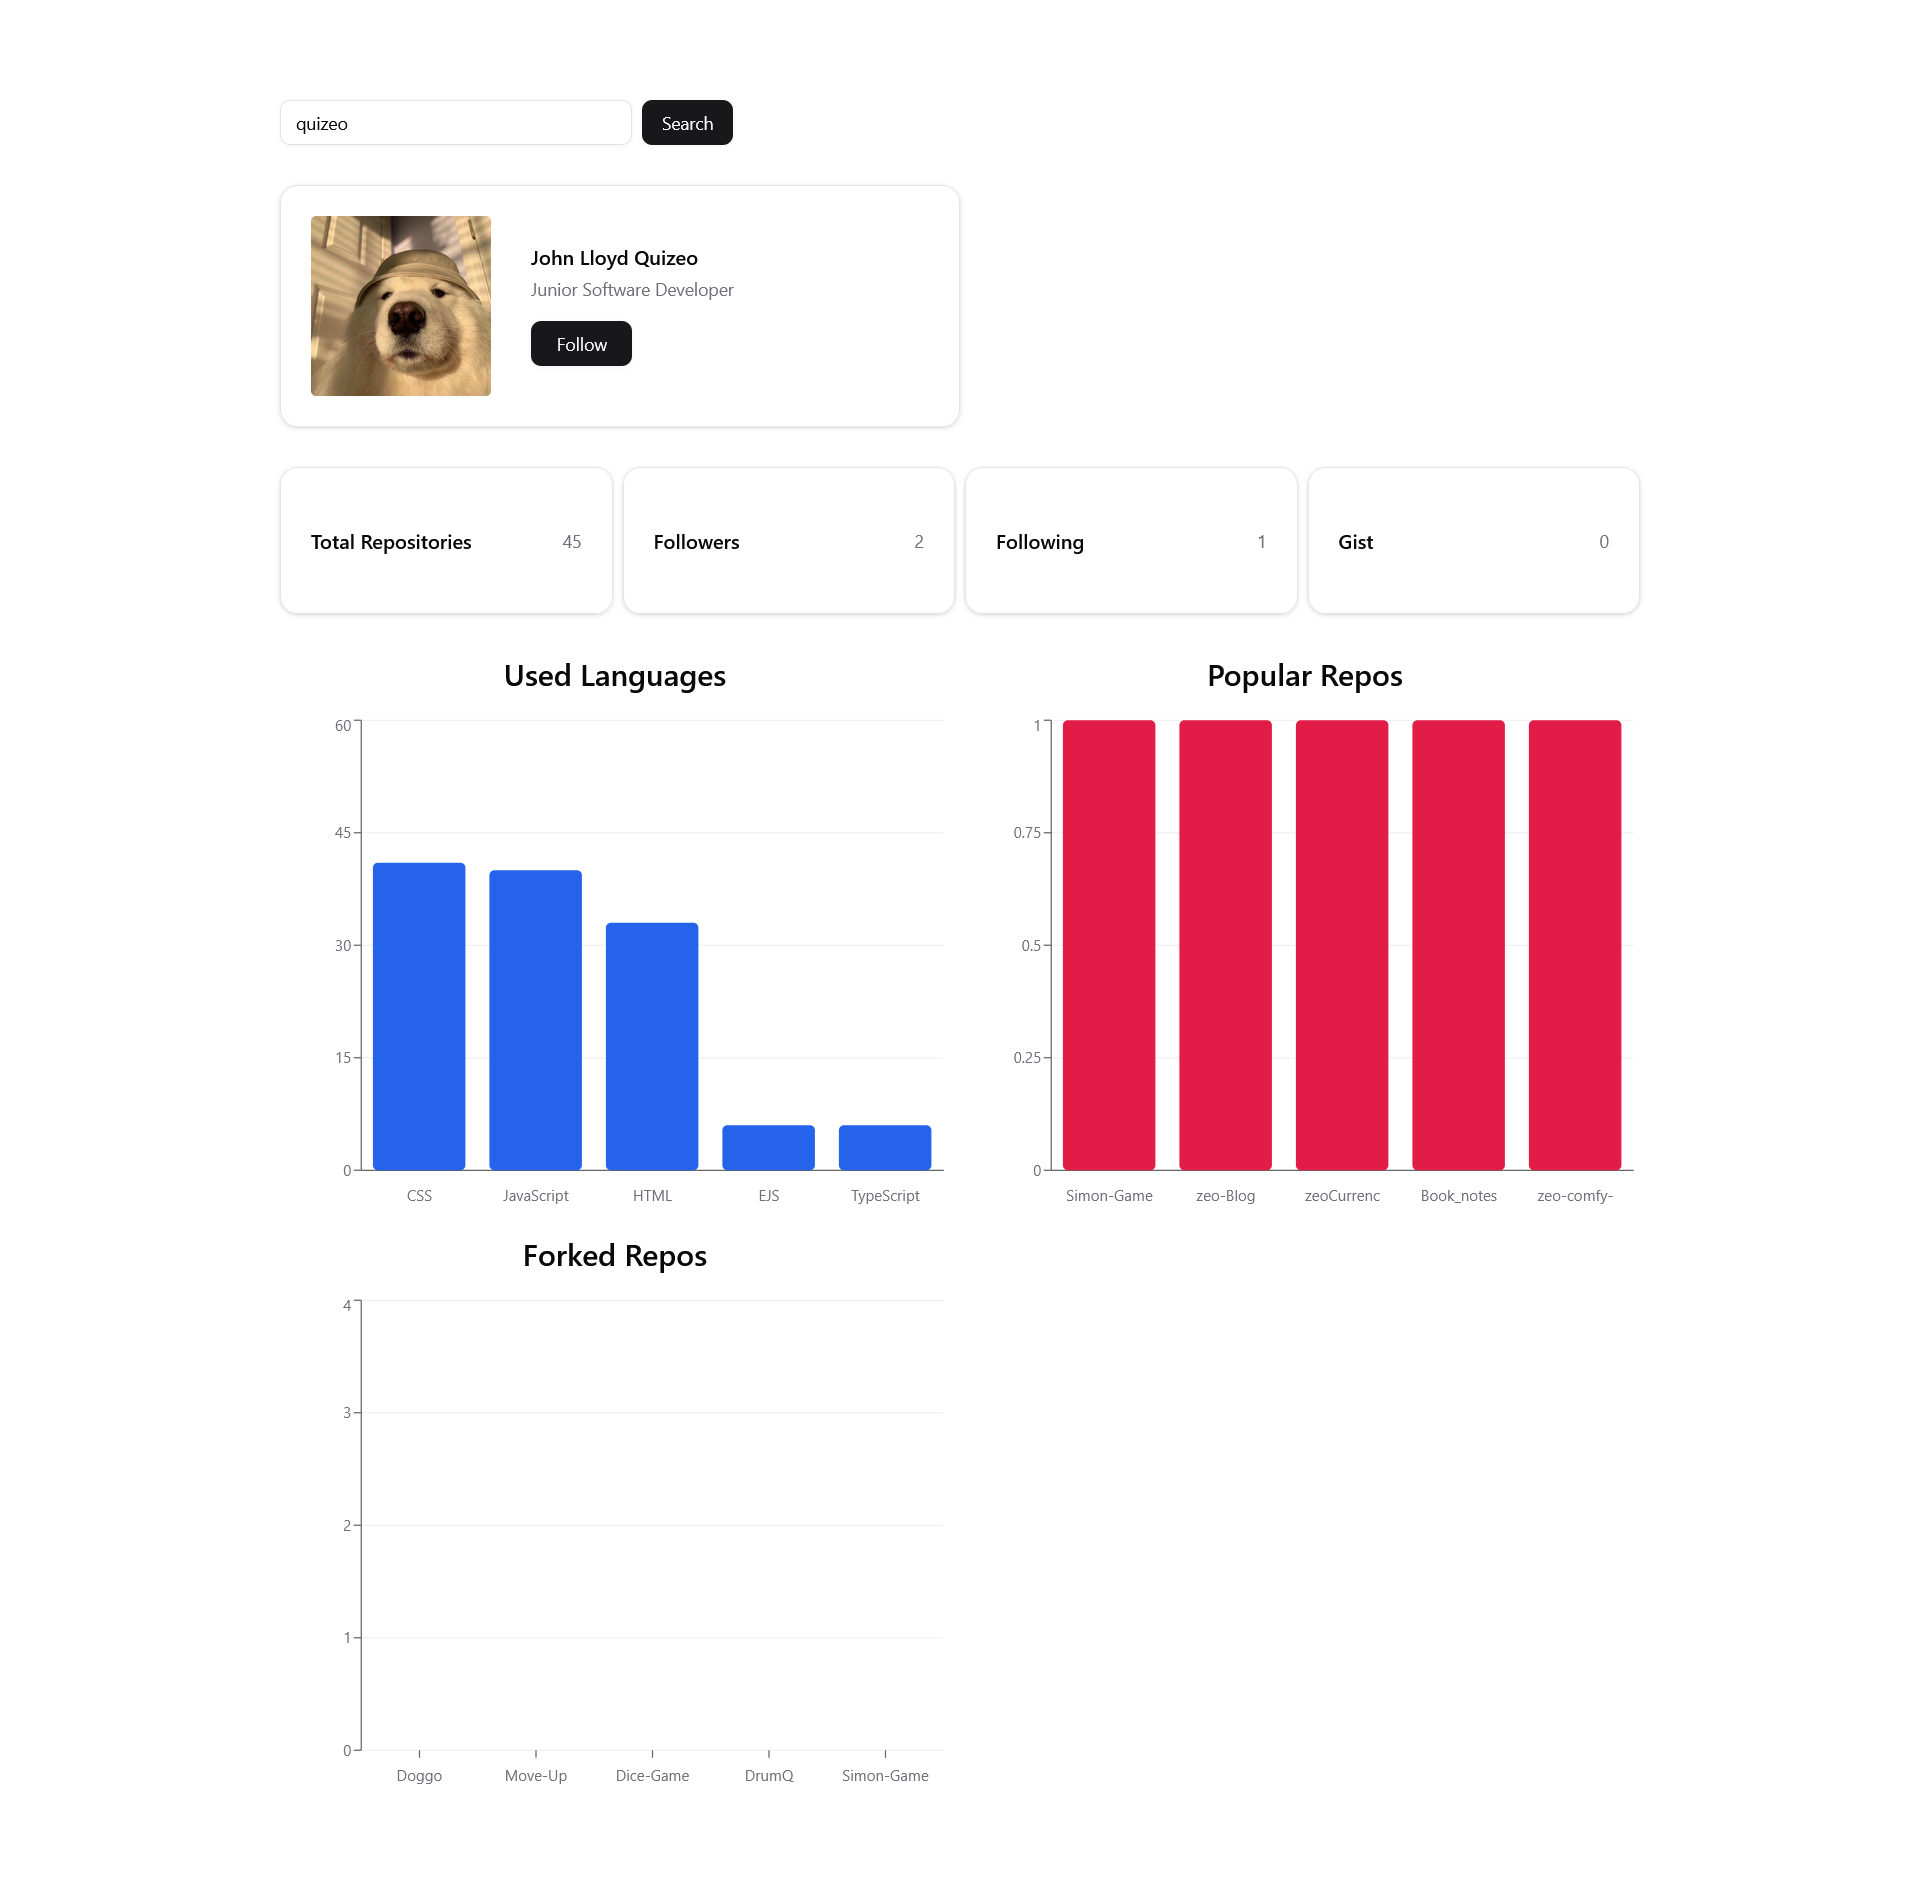 quizeo
Search
John Lloyd Quizeo
Junior Software Developer
Follow
Total Repositories 45
Followers 2
Following 1
Gist 0
Used Languages
60
45
30
15
0
CSS JavaScript HTML EJS TypeScript
Popular Repos
1
0.75
0.5
0.25
0
Simon-Game zeo-Blog zeoCurrenc Book_notes zeo-comfy-
Forked Repos
4
3
2
1
0
Doggo Move-Up Dice-Game DrumQ Simon-Game